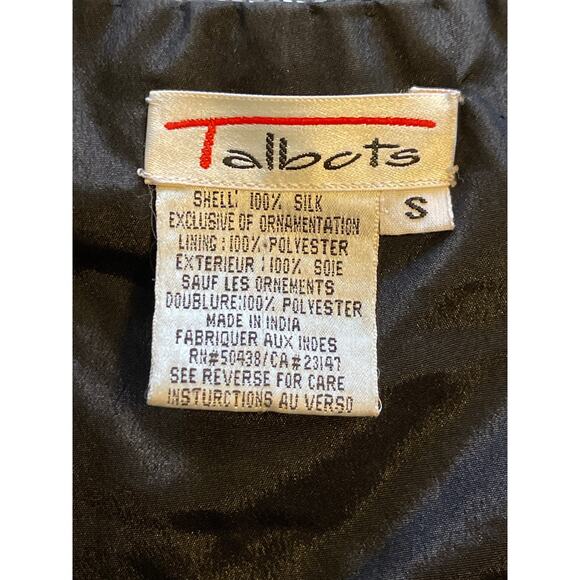 Talbots
S
SHELL: 100% SILK
EXCLUSIVE OF ORNAMENTATION
LINING: 100% POLYESTER
EXTERIEUR: 100% SOIE
SAUF LES ORNEMENTS
DOUBLURE: 100% POLYESTER
MADE IN INDIA
FABRIQUER AUX INDES
RN#50438/CA#23147
SEE REVERSE FOR CARE
INSTURCTIONS AU VERSO